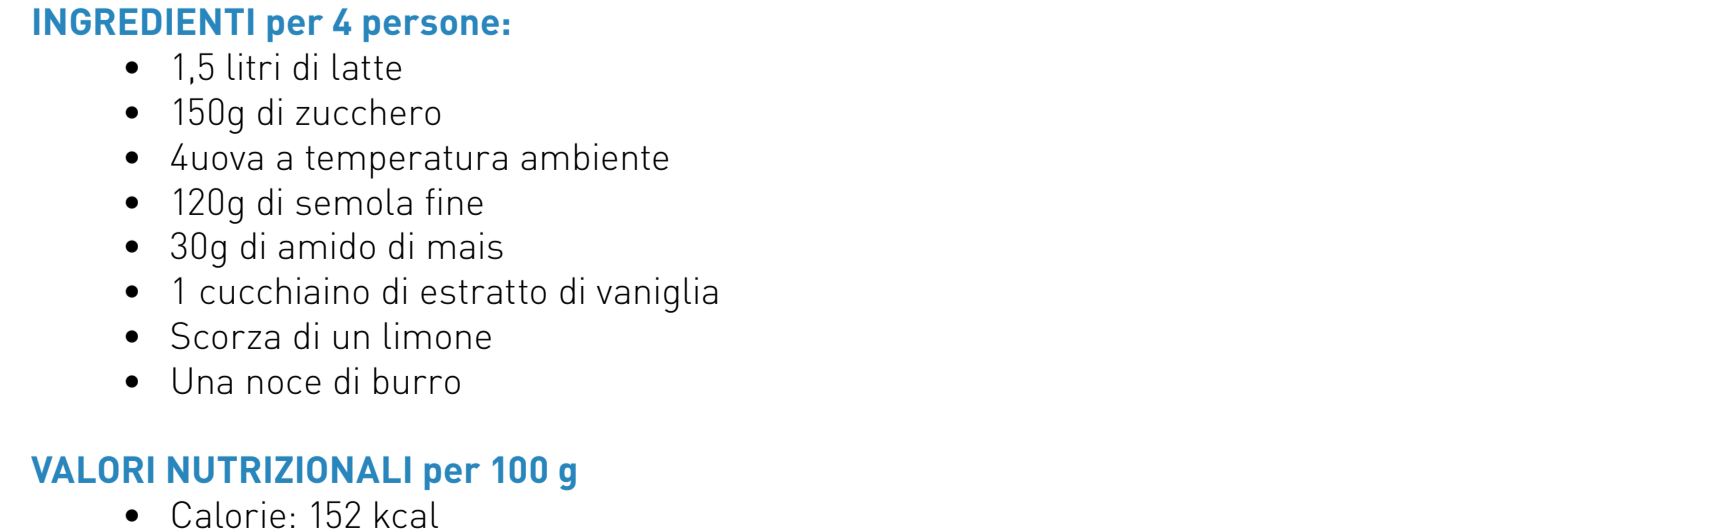 INGREDIENTI per 4 persone:
• 1,5 litri di latte
• 150g di zucchero
• 4uova a temperatura ambiente
• 120g di semola fine
• 30g di amido di mais
• 1 cucchiaino di estratto di vaniglia
• Scorza di un limone
• Una noce di burro
VALORI NUTRIZIONALI per 100 g
• Calorie: 152 kcal